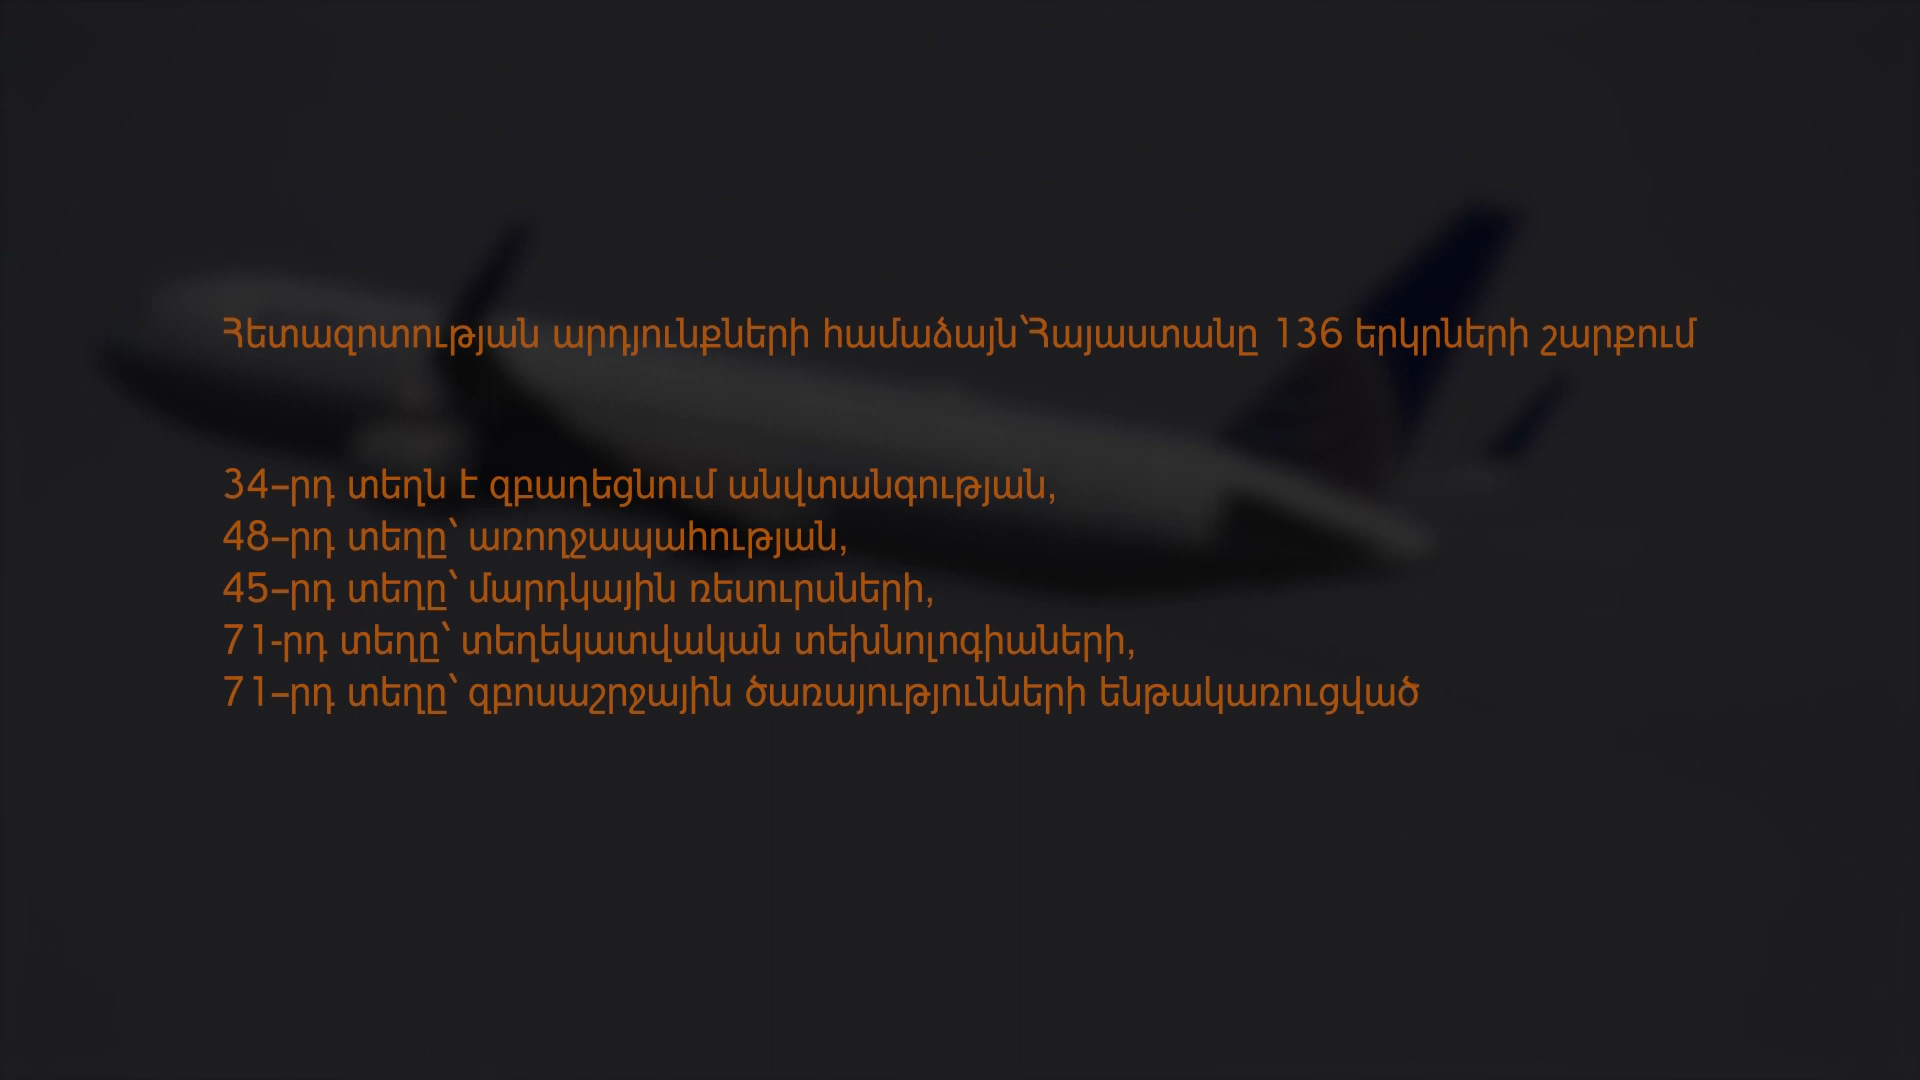 Հետազոտության արդյունքների համաձայն՝Հայաստանը 136 երկրների շարքում
34–րդ տեղն է զբաղեցնում անվտանգության,
48–րդ տեղը՝ առողջապահության,
45–րդ տեղը՝ մարդկային ռեսուրսների,
71-րդ տեղը՝ տեղեկատվական տեխնոլոգիաների,
71–րդ տեղը՝ զբոսաշրջային ծառայությունների ենթակառուցված